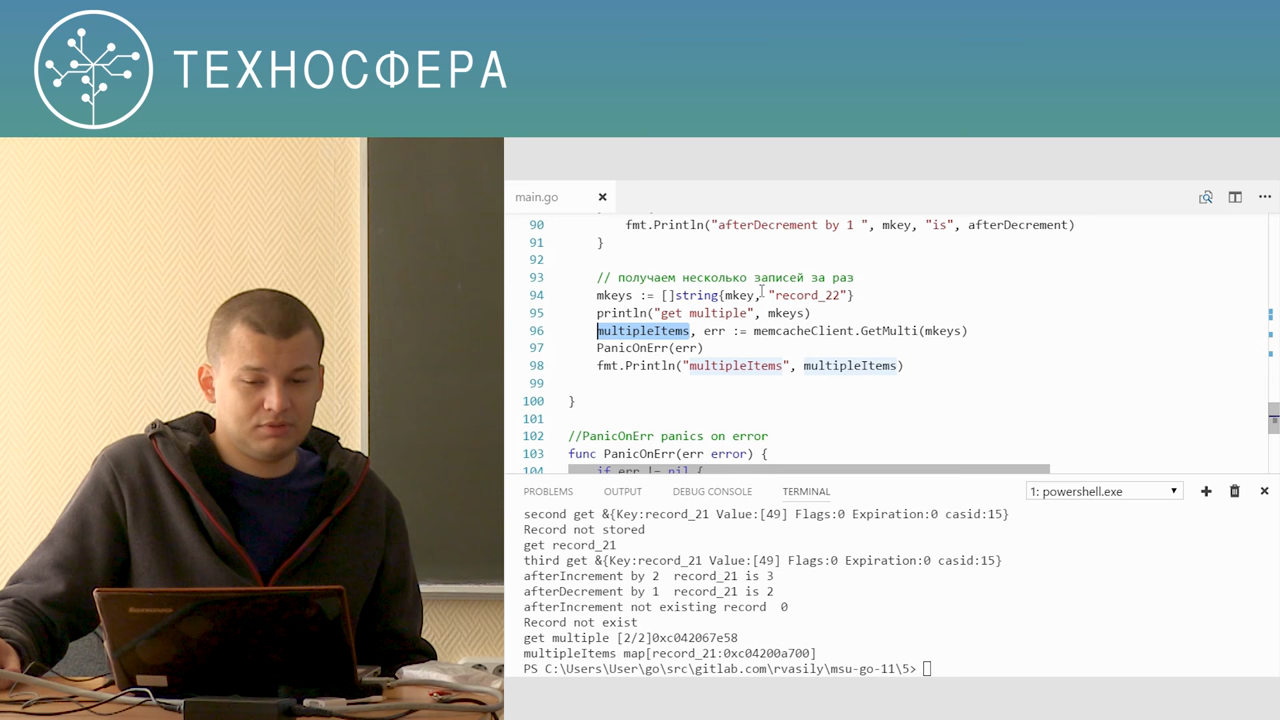 ТЕХНОСФЕРА
main.go
90 fmt.Println("afterDecrement by 1 ", mkey, "is", afterDecrement)
91 }
92
93 // получаем несколько записей за раз
94 mkeys := []string{mkey, "record_22"}
95 println("get multiple", mkeys)
96 multipleItems, err := memcacheClient.GetMulti(mkeys)
97 PanicOnErr(err)
98 fmt.Println("multipleItems", multipleItems)
99
100 }
101
102 //PanicOnErr panics on error
103 func PanicOnErr(err error) {
104 if err != nil {
PROBLEMS OUTPUT DEBUG CONSOLE TERMINAL 1: powershell.exe
second get &{Key:record_21 Value:[49] Flags:0 Expiration:0 casid:15}
Record not stored
get record_21
third get &{Key:record_21 Value:[49] Flags:0 Expiration:0 casid:15}
afterIncrement by 2 record_21 is 3
afterDecrement by 1 record_21 is 2
afterIncrement not existing record 0
Record not exist
get multiple [2/2]0xc042067e58
multipleItems map[record_21:0xc04200a700]
PS C:\Users\User\go\src\gitlab.com\rvasily\msu-go-11\5>